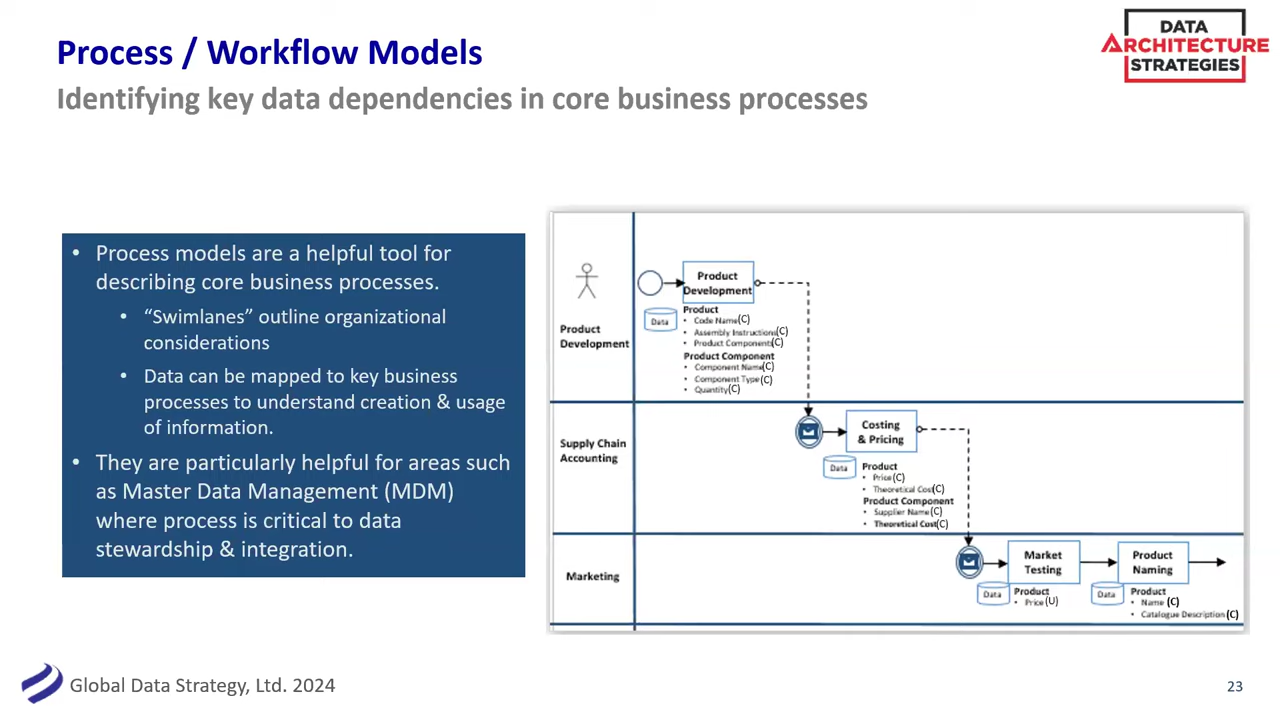 Process / Workflow Models
Identifying key data dependencies in core business processes
DATA
ARCHITECTURE
STRATEGIES
• Process models are a helpful tool for
describing core business processes.
• “Swimlanes” outline organizational
considerations
• Data can be mapped to key business
processes to understand creation & usage
of information.
• They are particularly helpful for areas such
as Master Data Management (MDM)
where process is critical to data
stewardship & integration.
Product
Development
Product
Development
Data
Product
• Code Name(C)
• Assembly Instructions(C)
• Product Components(C)
Product Component
• Component Name(C)
• Component Type(C)
• Quantity(C)
Supply Chain
Accounting
Costing
& Pricing
Data
Product
• Price(C)
• Theoretical Cost(C)
Product Component
• Supplier Name(C)
• Theoretical Cost(C)
Marketing
Market
Testing
Data
Product
• Price(U)
Product
Naming
Data
Product
• Name (C)
• Catalogue Description(C)
Global Data Strategy, Ltd. 2024
23